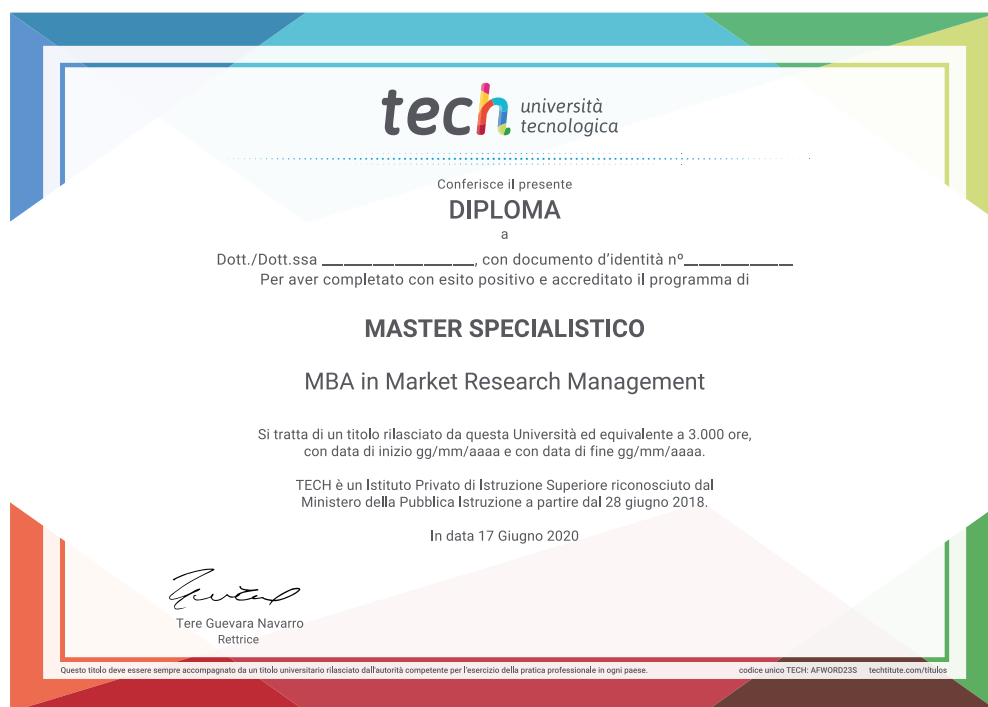 tech università
tecnologica
Conferisce il presente
DIPLOMA
a
Dott./Dott.ssa ____________________, con documento d'identità nº______________
Per aver completato con esito positivo e accreditato il programma di
MASTER SPECIALISTICO
MBA in Market Research Management
Si tratta di un titolo rilasciato da questa Università ed equivalente a 3.000 ore,
con data di inizio gg/mm/aaaa e con data di fine gg/mm/aaaa.
TECH è un Istituto Privato di Istruzione Superiore riconosciuto dal
Ministero della Pubblica Istruzione a partire dal 28 giugno 2018.
In data 17 Giugno 2020
Tere Guevara Navarro
Rettrice
Questo titolo deve essere sempre accompagnato da un titolo universitario rilasciato dall'autorità competente per l'esercizio della pratica professionale in ogni paese. codice unico TECH: AFWORD23S techtitute.com/títulos